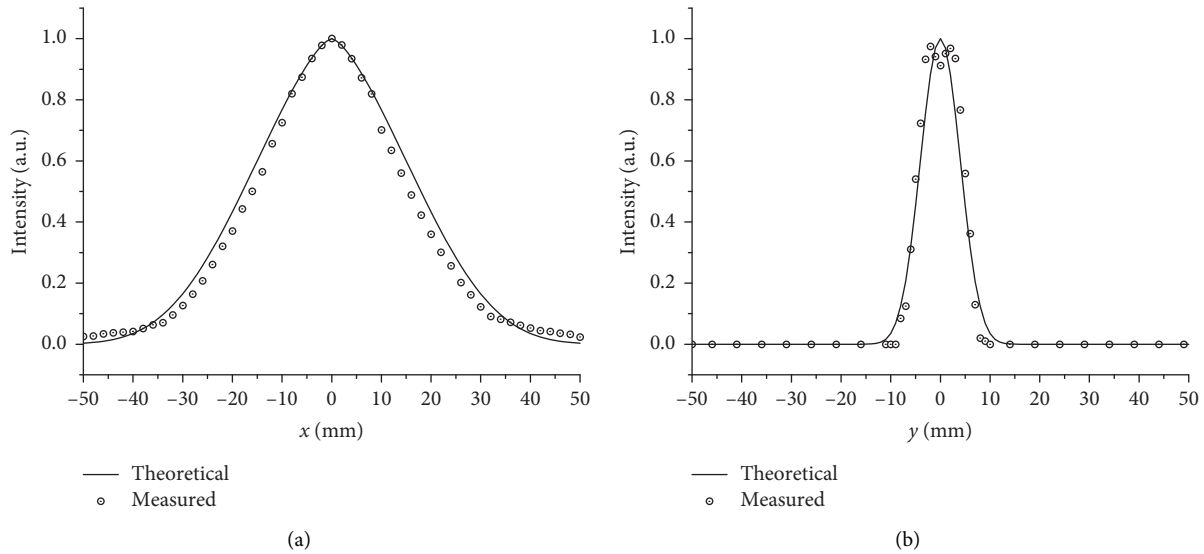 1.0
0.8
0.6
0.4
0.2
0.0
Intensity (a.u.)
–50 –40 –30 –20 –10 0 10 20 30 40 50
x (mm)
Theoretical
Measured
(a)
1.0
0.8
0.6
0.4
0.2
0.0
Intensity (a.u.)
–50 –40 –30 –20 –10 0 10 20 30 40 50
y (mm)
Theoretical
Measured
(b)